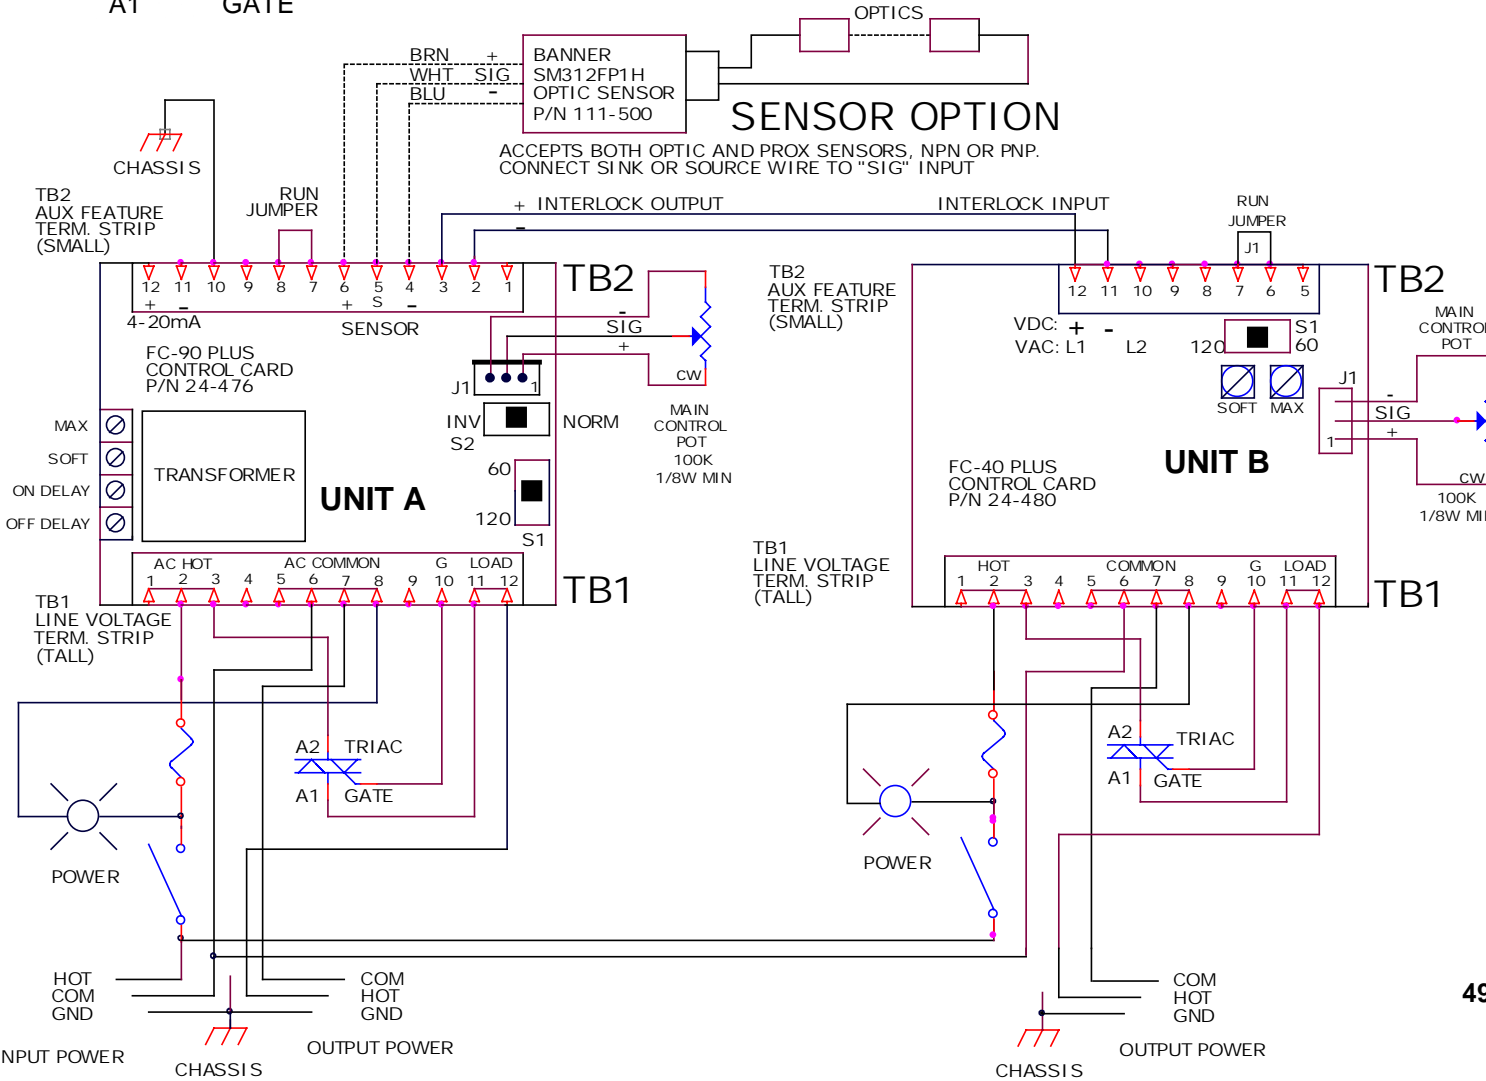 A1 GATE
OPTICS
BRN +
WHT SIG
BLU -
BANNER
SM312FP1H
OPTIC SENSOR
P/N 111-500
SENSOR OPTION
ACCEPTS BOTH OPTIC AND PROX SENSORS, NPN OR PNP.
CONNECT SINK OR SOURCE WIRE TO "SIG" INPUT
CHASSIS
TB2
AUX FEATURE
TERM. STRIP
(SMALL)
RUN
JUMPER
+ INTERLOCK OUTPUT
-
INTERLOCK INPUT
RUN
JUMPER
J1
12 11 10 9 8 7 6 5 4 3 2 1
+ - + S -
4-20mA
SENSOR
TB2
FC-90 PLUS
CONTROL CARD
P/N 24-476
-
SIG
+
CW
J1
1
INV
S2
NORM
MAIN
CONTROL
POT
100K
1/8W MIN
60
120
S1
MAX
SOFT
ON DELAY
OFF DELAY
TRANSFORMER
UNIT A
AC HOT AC COMMON G LOAD
1 2 3 4 5 6 7 8 9 10 11 12
TB1
TB1
LINE VOLTAGE
TERM. STRIP
(TALL)
A2 TRIAC
A1 GATE
POWER
HOT
COM
GND
INPUT POWER
CHASSIS
COM
HOT
GND
OUTPUT POWER
TB2
AUX FEATURE
TERM. STRIP
(SMALL)
12 11 10 9 8 7 6 5
TB2
VDC: + -
VAC: L1 L2
120
S1
60
SOFT MAX
MAIN
CONTROL
POT
J1
1
-
SIG
+
CW
100K
1/8W MIN
UNIT B
FC-40 PLUS
CONTROL CARD
P/N 24-480
TB1
LINE VOLTAGE
TERM. STRIP
(TALL)
HOT COMMON G LOAD
1 2 3 4 5 6 7 8 9 10 11 12
TB1
A2 TRIAC
A1 GATE
POWER
COM
HOT
GND
OUTPUT POWER
CHASSIS
49